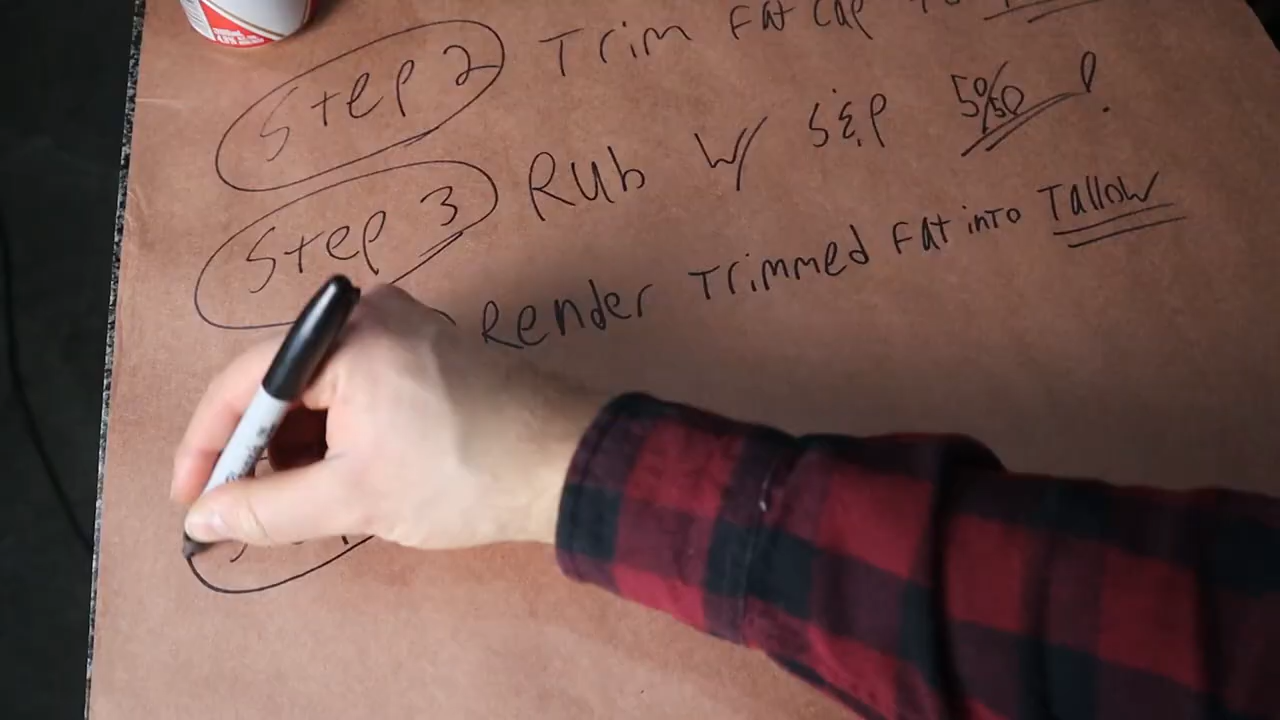 Step 2 Trim Fat Cap
Step 3 Rub w/ S&P 50/50 !
Render Trimmed Fat into Tallow